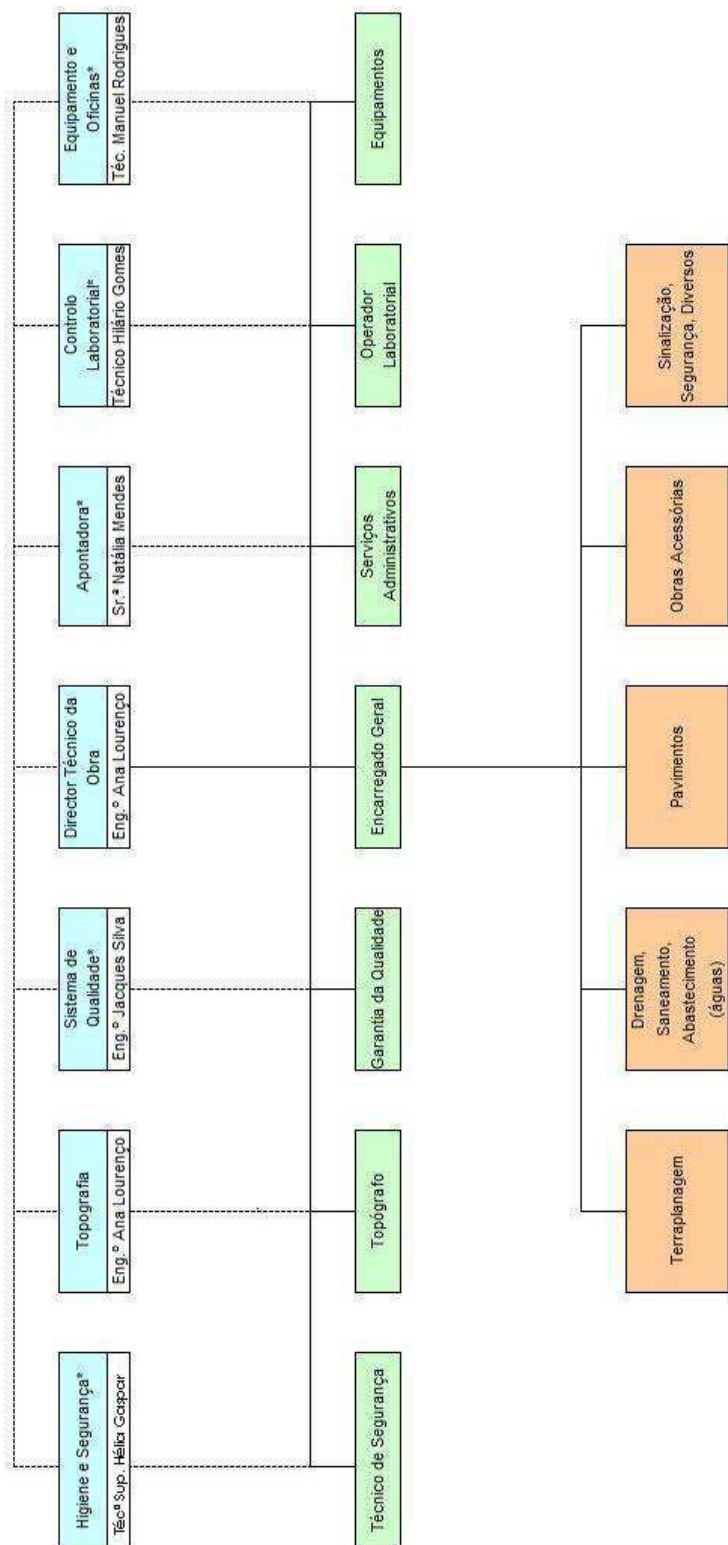 Higiene e Segurança*
Técª Sup. Hélia Gaspar
Topografia
Eng.º Ana Lourenço
Sistema de
Qualidade*
Eng.º Jacques Silva
Director Técnico da
Obra
Eng.º Ana Lourenço
Apontadora*
Sr.ª Natália Mendes
Controlo
Laboratorial*
Técnico Hilário Gomes
Equipamento e
Oficinas*
Téc. Manuel Rodrigues
Técnico de Segurança
Topógrafo
Garantia da Qualidade
Encarregado Geral
Serviços
Administrativos
Operador
Laboratorial
Equipamentos
Terraplanagem
Drenagem,
Saneamento,
Abastecimento
(águas)
Pavimentos
Obras Acessórias
Sinalização,
Segurança, Diversos